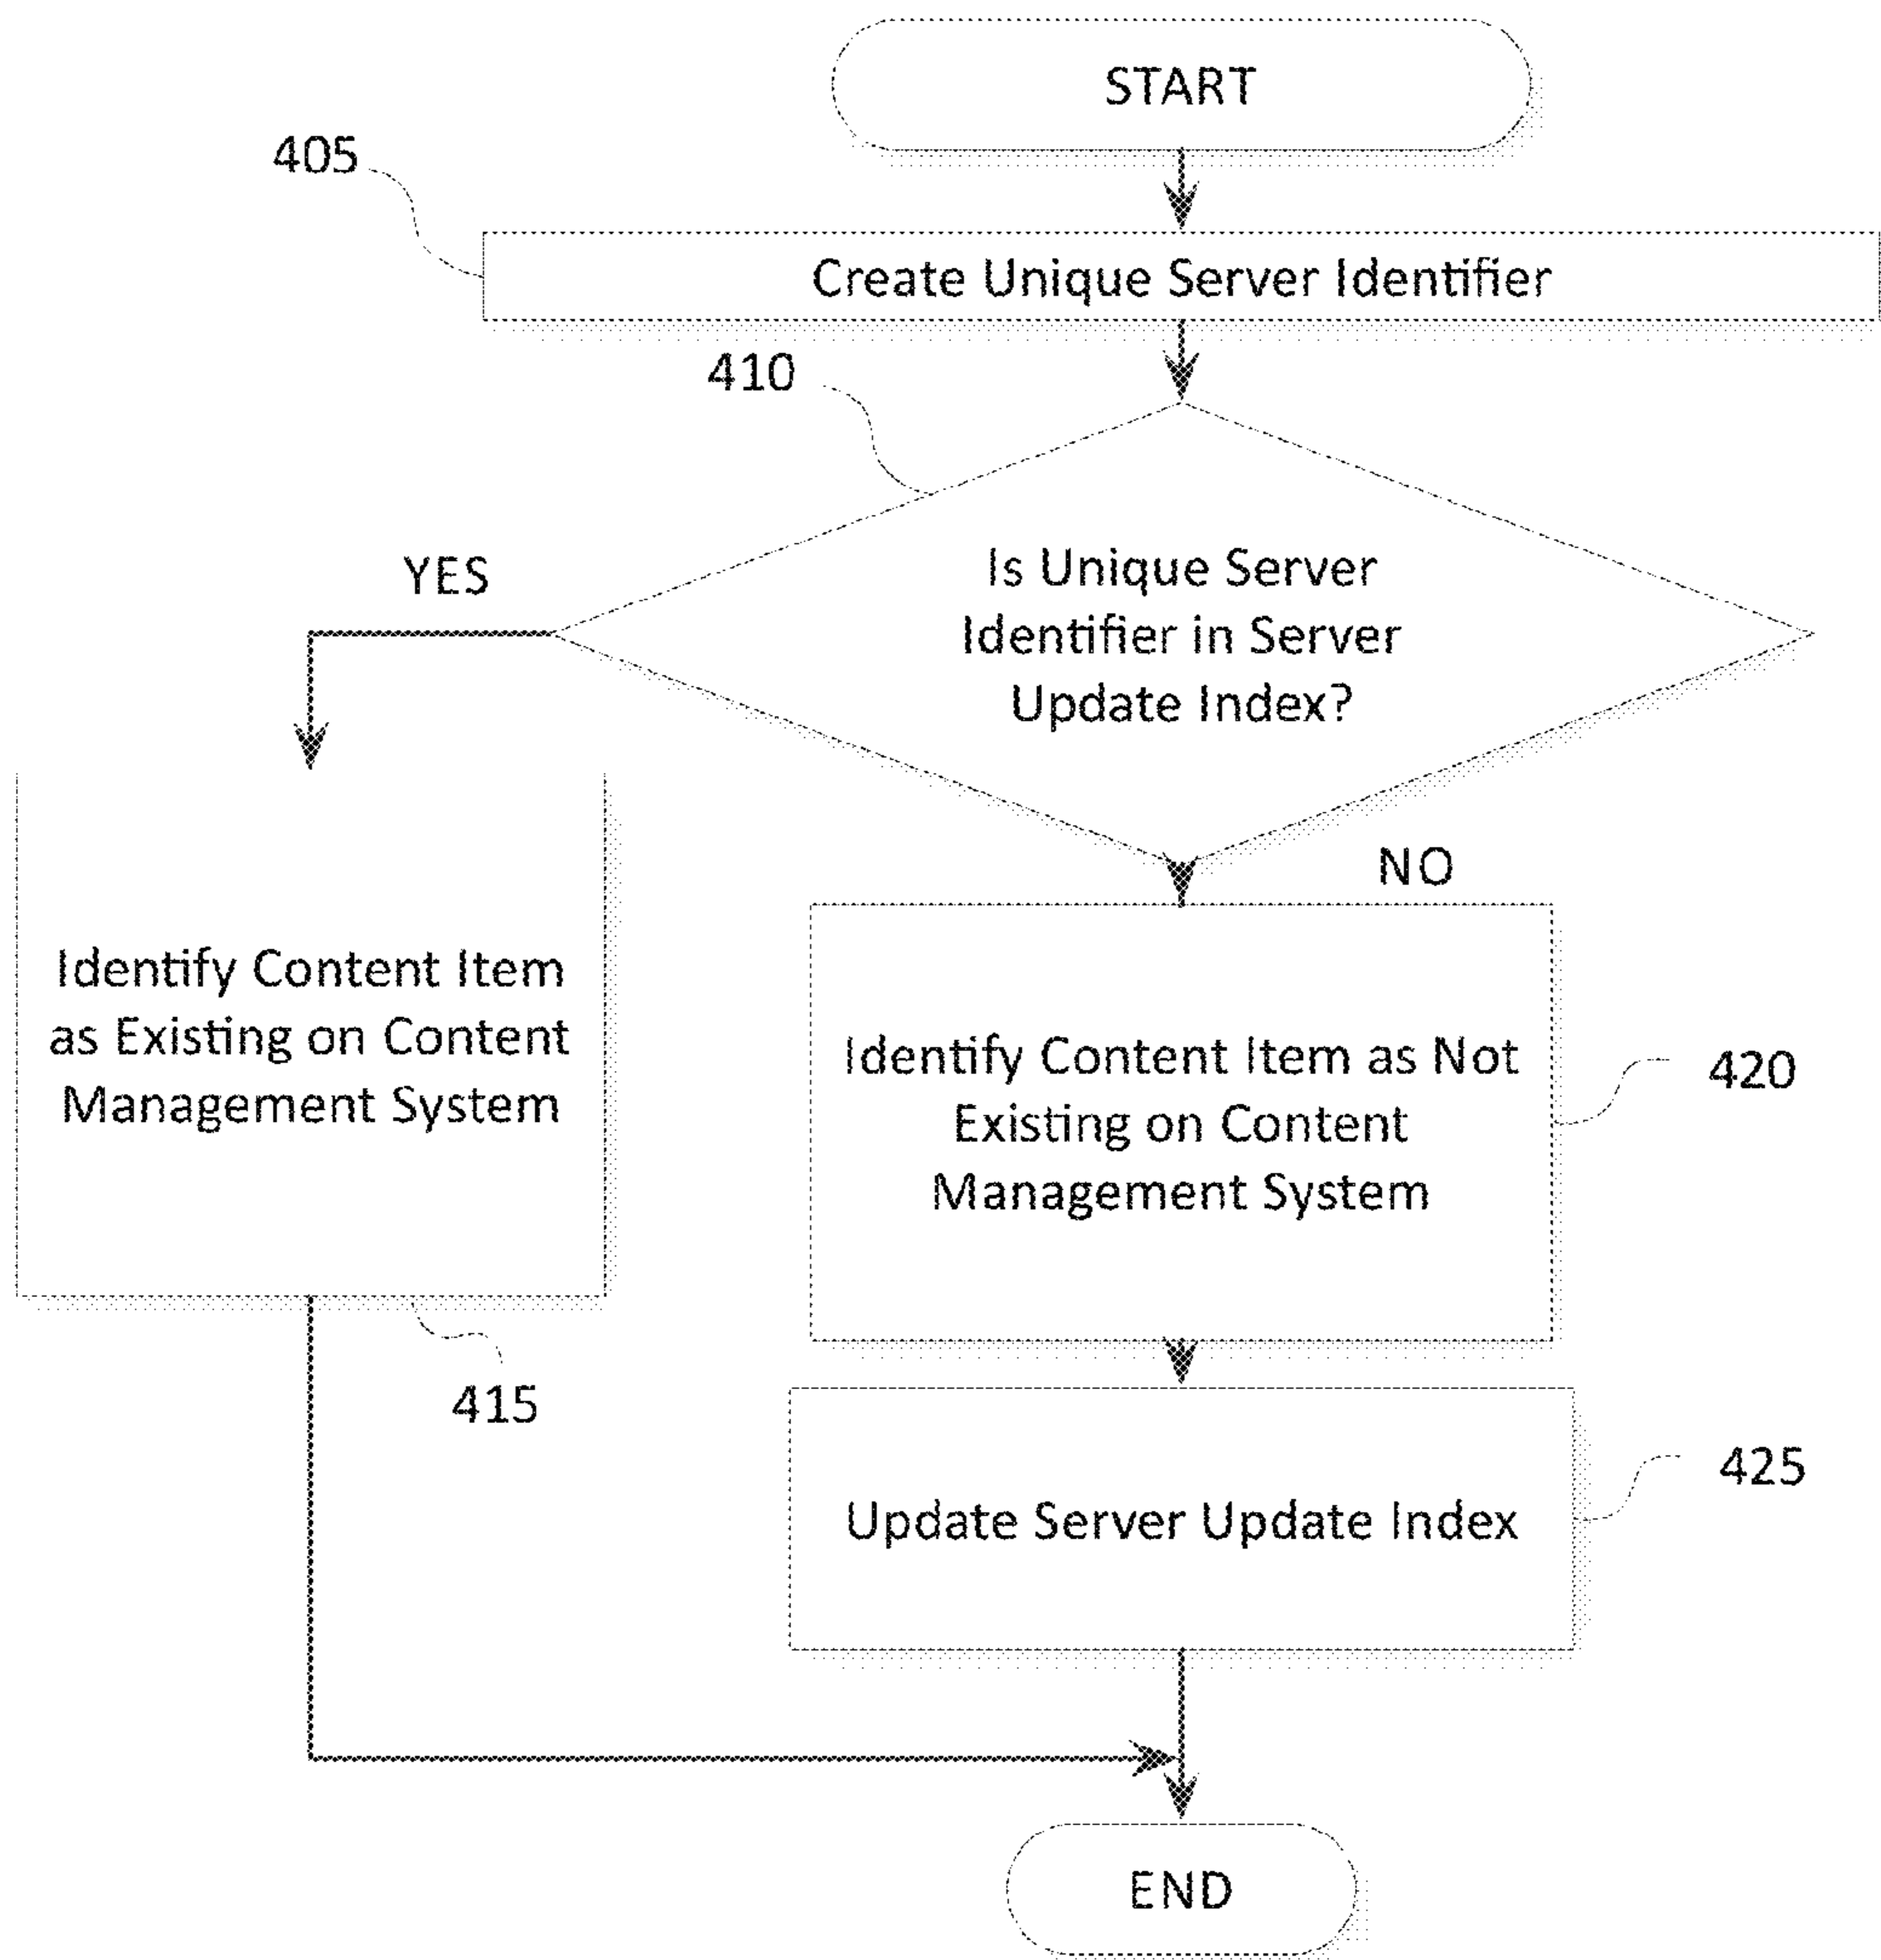 START
405
Create Unique Server Identifier
410
YES
Is Unique Server
Identifier in Server
Update Index?
NO
Identify Content Item
as Existing on Content
Management System
415
Identify Content Item as Not
Existing on Content
Management System
420
Update Server Update Index
425
END